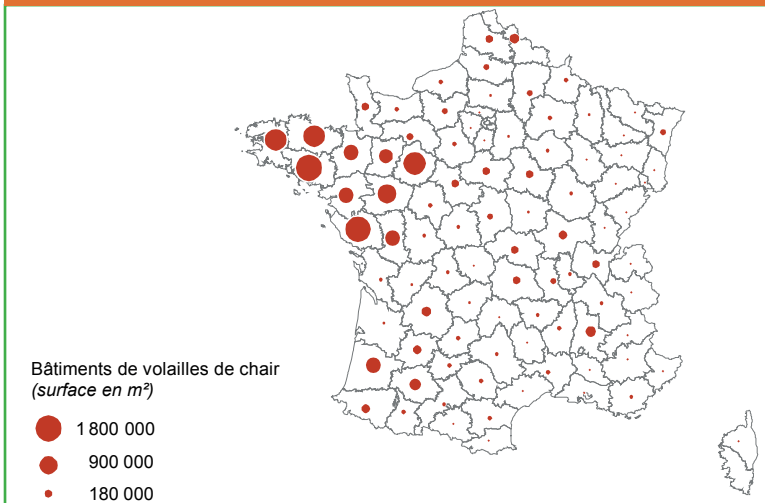 Bâtiments de volailles de chair
(surface en m²)
1 800 000
900 000
180 000